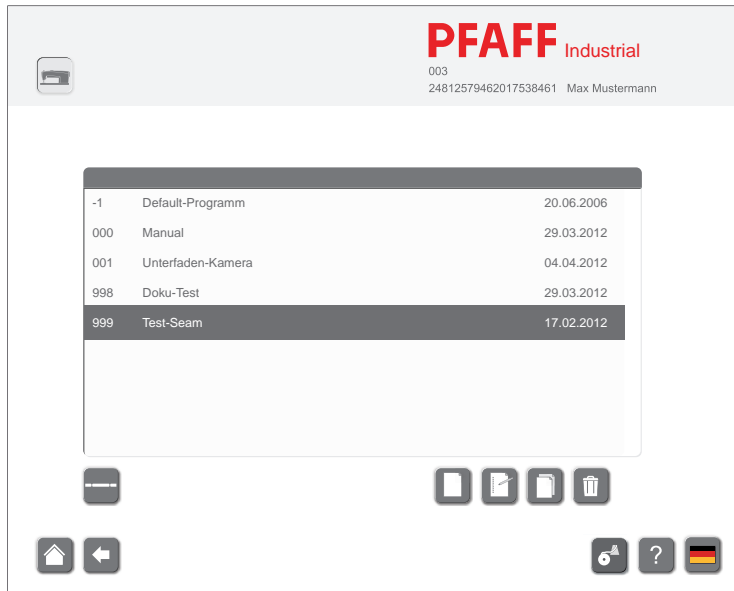 PFAFF Industrial
003
24812579462017538461 Max Mustermann
-1 Default-Programm 20.06.2006
000 Manual 29.03.2012
001 Unterfaden-Kamera 04.04.2012
998 Doku-Test 29.03.2012
999 Test-Seam 17.02.2012
?